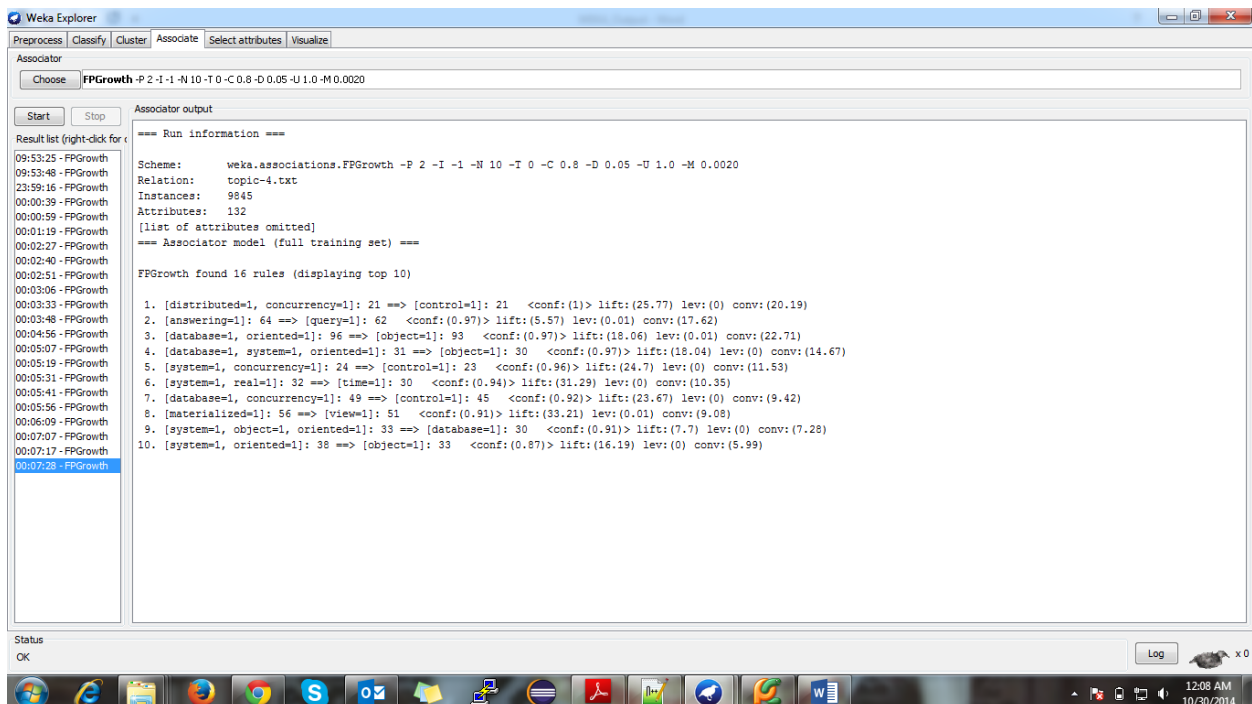 Weka Explorer
Preprocess Classify Cluster Associate Select attributes Visualize
Associator
Choose FPGrowth -P 2 -I -1 -N 10 -T 0 -C 0.8 -D 0.05 -U 1.0 -M 0.0020
Start Stop
Result list (right-click for o
09:53:25 - FPGrowth
09:53:48 - FPGrowth
23:59:16 - FPGrowth
00:00:39 - FPGrowth
00:00:59 - FPGrowth
00:01:19 - FPGrowth
00:02:27 - FPGrowth
00:02:40 - FPGrowth
00:02:51 - FPGrowth
00:03:06 - FPGrowth
00:03:33 - FPGrowth
00:03:48 - FPGrowth
00:04:56 - FPGrowth
00:05:07 - FPGrowth
00:05:19 - FPGrowth
00:05:31 - FPGrowth
00:05:41 - FPGrowth
00:05:56 - FPGrowth
00:06:09 - FPGrowth
00:07:07 - FPGrowth
00:07:17 - FPGrowth
00:07:28 - FPGrowth
Associator output
=== Run information ===
Scheme: weka.associations.FPGrowth -P 2 -I -1 -N 10 -T 0 -C 0.8 -D 0.05 -U 1.0 -M 0.0020
Relation: topic-4.txt
Instances: 9845
Attributes: 132
[list of attributes omitted]
=== Associator model (full training set) ===
FPGrowth found 16 rules (displaying top 10)
1. [distributed=1, concurrency=1]: 21 ==> [control=1]: 21 <conf:(1)> lift:(25.77) lev:(0) conv:(20.19)
2. [answering=1]: 64 ==> [query=1]: 62 <conf:(0.97)> lift:(5.57) lev:(0.01) conv:(17.62)
3. [database=1, oriented=1]: 96 ==> [object=1]: 93 <conf:(0.97)> lift:(18.06) lev:(0.01) conv:(22.71)
4. [database=1, system=1, oriented=1]: 31 ==> [object=1]: 30 <conf:(0.97)> lift:(18.04) lev:(0) conv:(14.67)
5. [system=1, concurrency=1]: 24 ==> [control=1]: 23 <conf:(0.96)> lift:(24.7) lev:(0) conv:(11.53)
6. [system=1, real=1]: 32 ==> [time=1]: 30 <conf:(0.94)> lift:(31.29) lev:(0) conv:(10.35)
7. [database=1, concurrency=1]: 49 ==> [control=1]: 45 <conf:(0.92)> lift:(23.67) lev:(0) conv:(9.42)
8. [materialized=1]: 56 ==> [view=1]: 51 <conf:(0.91)> lift:(33.21) lev:(0.01) conv:(9.08)
9. [system=1, object=1, oriented=1]: 33 ==> [database=1]: 30 <conf:(0.91)> lift:(7.7) lev:(0) conv:(7.28)
10. [system=1, oriented=1]: 38 ==> [object=1]: 33 <conf:(0.87)> lift:(16.19) lev:(0) conv:(5.99)
Status
OK
Log x 0
12:08 AM
10/30/2014